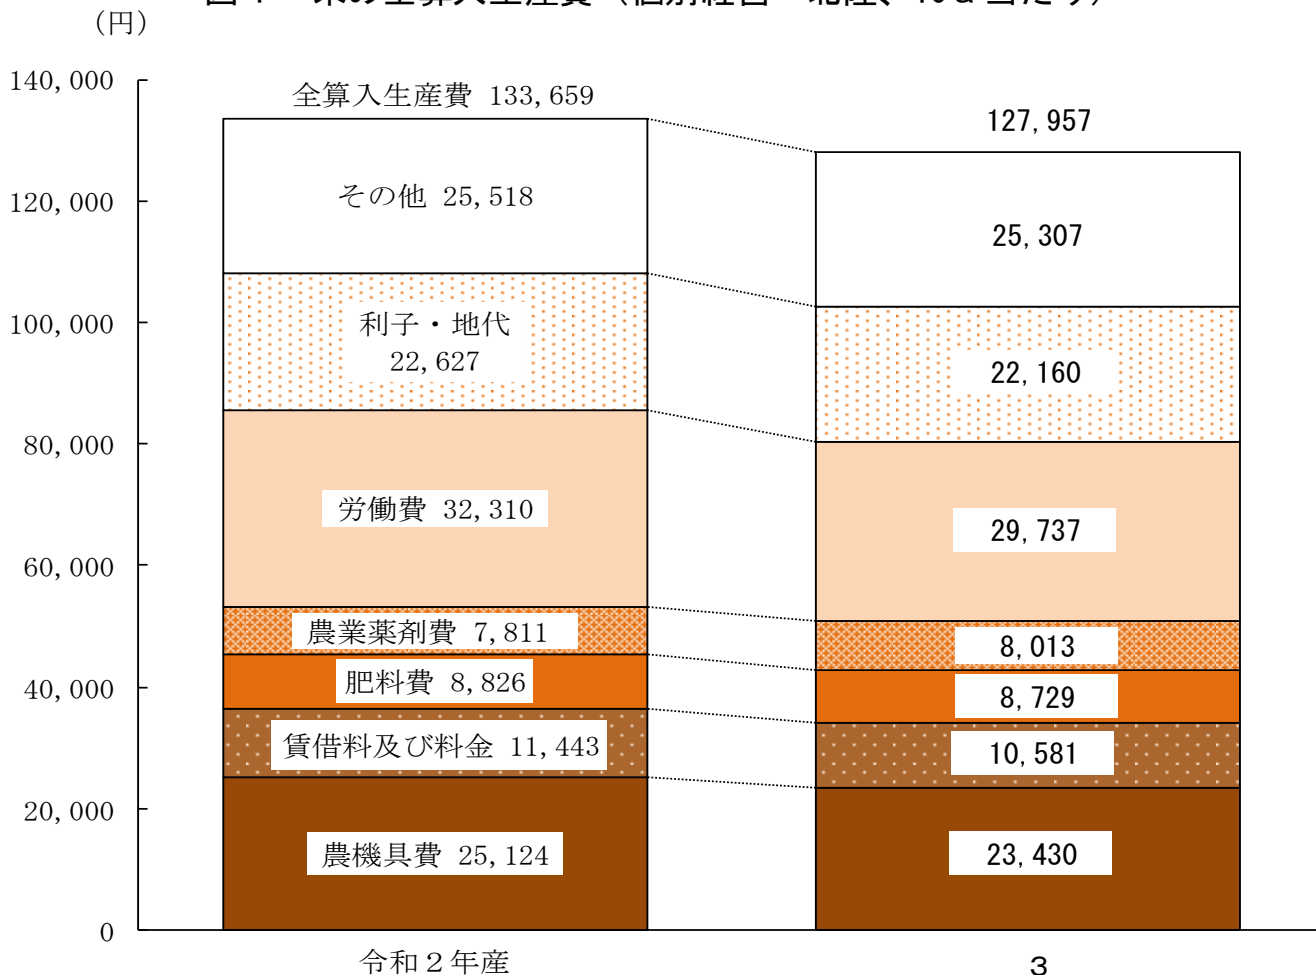 (円)
140,000
120,000
100,000
80,000
60,000
40,000
20,000
0
全算入生産費 133,659
その他 25,518
利子・地代
22,627
労働費 32,310
農業薬剤費 7,811
肥料費 8,826
賃借料及び料金 11,443
農機具費 25,124
令和２年産
127,957
25,307
22,160
29,737
8,013
8,729
10,581
23,430
３